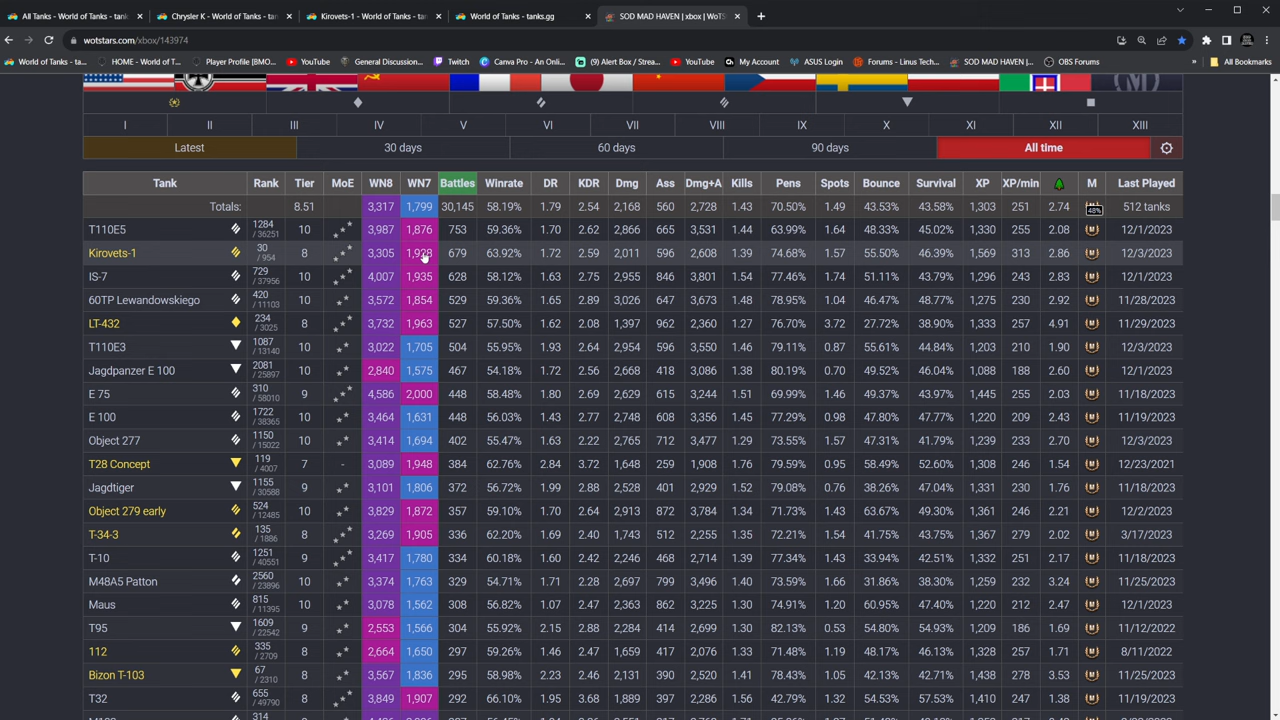 All Tanks - World of Tanks - tank Chrysler K - World of Tanks - tan Kirovets-1 - World of Tanks - tank World of Tanks - tanks.gg SOD MAD HAVEN | xbox | WoTS
wotstars.com/xbox/143974
World of Tanks - ta... HOME - World of T... Player Profile (BMO... YouTube General Discussion... Twitch Canva Pro - An Onli... (9) Alert Box / Strea... YouTube My Account ASUS Login Forums - Linus Tech... SOD MAD HAVEN |... OBS Forums » All Bookmarks
I II III IV V VI VII VIII IX X XI XII XIII
Latest 30 days 60 days 90 days All time
Tank Rank Tier MoE WN8 WN7 Battles Winrate DR KDR Dmg Ass Dmg+A Kills Pens Spots Bounce Survival XP XP/min M Last Played
Totals: 8.51 3,317 1,799 30,145 58.19% 1.79 2.54 2,168 560 2,728 1.43 70.50% 2.49 43.53% 43.58% 1,303 251 2.74 48% 512 tanks
T110E5 1284 / 36251 10 3,987 1,876 753 59.36% 1.70 2.62 2,866 665 3,531 1.44 63.99% 1.64 48.33% 45.02% 1,330 255 2.08 12/1/2023
Kirovets-1 30 / 954 8 3,305 1,928 679 63.92% 1.72 2.59 2,011 596 2,608 1.39 74.68% 1.57 55.50% 46.39% 1,569 313 2.86 12/3/2023
IS-7 729 / 37956 10 4,007 1,935 628 58.12% 1.63 2.75 2,955 846 3,801 1.54 77.46% 1.74 51.11% 43.79% 1,296 243 2.83 12/1/2023
60TP Lewandowskiego 420 / 11103 10 3,572 1,854 529 59.36% 1.65 2.89 3,026 647 3,673 1.48 78.95% 1.04 46.47% 48.77% 1,275 230 2.92 11/28/2023
LT-432 234 / 3025 8 3,732 1,963 527 57.50% 1.62 2.08 1,397 962 2,360 1.27 76.70% 3.72 27.72% 38.90% 1,333 257 4.91 11/29/2023
T110E3 1087 / 13140 10 3,022 1,705 504 55.95% 1.93 2.64 2,954 596 3,550 1.46 81.10% 0.87 55.61% 44.84% 1,203 210 1.90 12/3/2023
Jagdpanzer E 100 2081 / 25897 10 2,840 1,575 467 54.18% 1.72 2.56 2,668 418 3,086 1.38 80.19% 0.70 49.52% 46.04% 1,088 188 2.60 12/1/2023
E 75 310 / 58010 9 4,586 2,000 448 58.48% 1.80 2.69 2,629 615 3,244 1.51 69.99% 1.46 49.37% 43.97% 1,445 255 2.03 11/18/2023
E 100 1722 / 38365 10 3,464 1,631 448 56.03% 1.43 2.77 2,748 608 3,356 1.45 77.29% 0.98 47.80% 47.77% 1,220 209 2.43 11/19/2023
Object 277 1150 / 15022 10 3,414 1,694 402 55.47% 1.63 2.22 2,765 712 3,477 1.29 73.55% 1.57 47.31% 41.79% 1,239 233 2.70 12/3/2023
T28 Concept 119 / 4007 7 - 3,089 1,948 384 62.76% 2.84 3.72 1,648 259 1,908 1.76 79.59% 1.49 58.49% 52.60% 1,308 246 1.54 12/23/2021
Jagdtiger 1155 / 30588 9 3,101 1,806 372 56.72% 1.99 2.88 2,528 401 2,929 1.52 79.08% 0.76 38.26% 47.04% 1,331 230 1.76 11/18/2023
Object 279 early 524 / 12485 10 3,829 1,872 357 59.10% 1.64 2.70 2,913 872 3,784 1.34 71.73% 1.43 63.67% 49.30% 1,361 246 2.21 12/2/2023
T-34-3 135 / 1886 8 3,269 1,905 336 62.20% 1.69 2.40 1,743 512 2,255 1.35 72.21% 1.54 41.75% 43.75% 1,367 279 2.02 3/17/2023
T-10 1251 / 40551 9 3,417 1,780 334 60.18% 1.60 2.42 2,246 468 2,714 1.39 77.34% 1.43 33.94% 42.51% 1,332 251 2.17 11/18/2023
M48A5 Patton 2560 / 23896 10 3,374 1,763 329 54.71% 1.71 2.28 2,697 799 3,496 1.40 73.59% 1.66 31.86% 38.30% 1,259 232 3.24 11/25/2023
Maus 815 / 11395 10 3,078 1,562 308 56.82% 1.07 2.47 2,363 862 3,225 1.30 74.91% 1.20 60.95% 47.40% 1,196 212 2.47 12/1/2023
T95 1609 / 22542 9 2,553 1,566 304 55.92% 2.15 2.88 2,284 414 2,699 1.30 82.13% 0.53 54.80% 54.93% 1,109 186 1.69 11/12/2022
112 335 / 2709 8 2,664 1,650 297 59.26% 1.46 2.47 1,659 417 2,076 1.33 71.48% 1.19 48.17% 46.13% 1,328 257 1.71 8/11/2022
Bizon T-103 67 / 2310 8 3,567 1,836 295 58.98% 2.23 2.46 2,131 390 2,520 1.41 78.43% 1.05 42.13% 42.71% 1,438 278 3.53 11/25/2023
T32 655 / 49790 8 3,849 1,907 292 66.10% 1.95 3.68 1,889 397 2,286 1.56 42.79% 1.32 54.53% 57.53% 1,410 247 1.38 11/19/2023